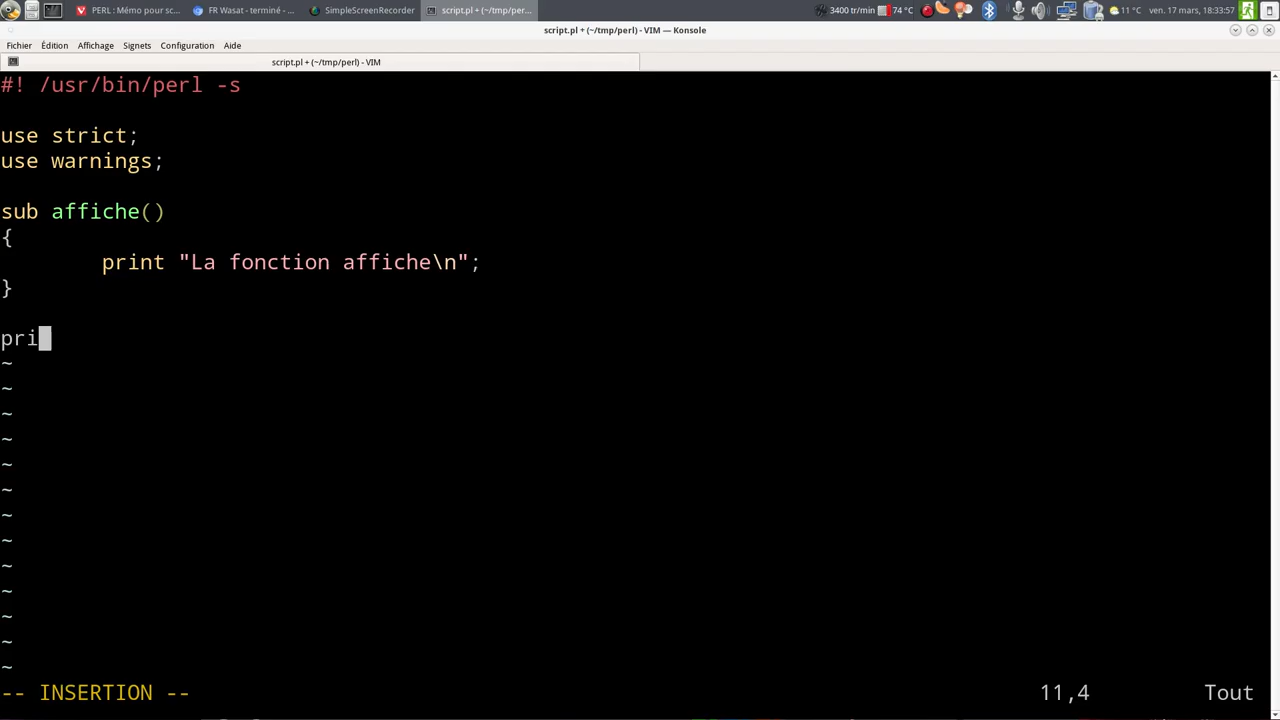 PERL : Mémo pour sc...
FR Wasat - terminé - ...
SimpleScreenRecorder
script.pl + (~/tmp/per...
3400 tr/min
74 °C
11 °C
ven. 17 mars, 18:33:57
script.pl + (~/tmp/perl) - VIM — Konsole
Fichier Édition Affichage Signets Configuration Aide
script.pl + (~/tmp/perl) - VIM
#! /usr/bin/perl -s
use strict;
use warnings;
sub affiche()
{
print "La fonction affiche\n";
}
pri
~
~
~
~
~
~
~
~
~
~
~
~
~
-- INSERTION -- 11,4 Tout